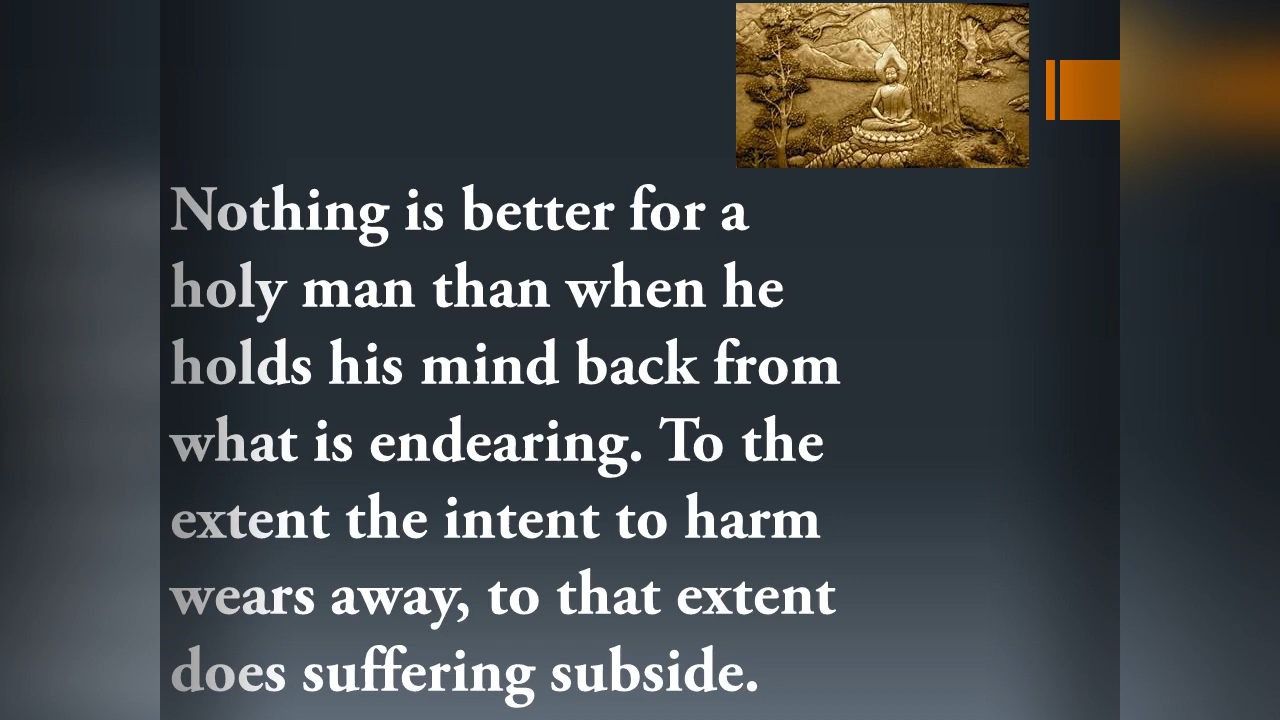 Nothing is better for a
holy man than when he
holds his mind back from
what is endearing. To the
extent the intent to harm
wears away, to that extent
does suffering subside.